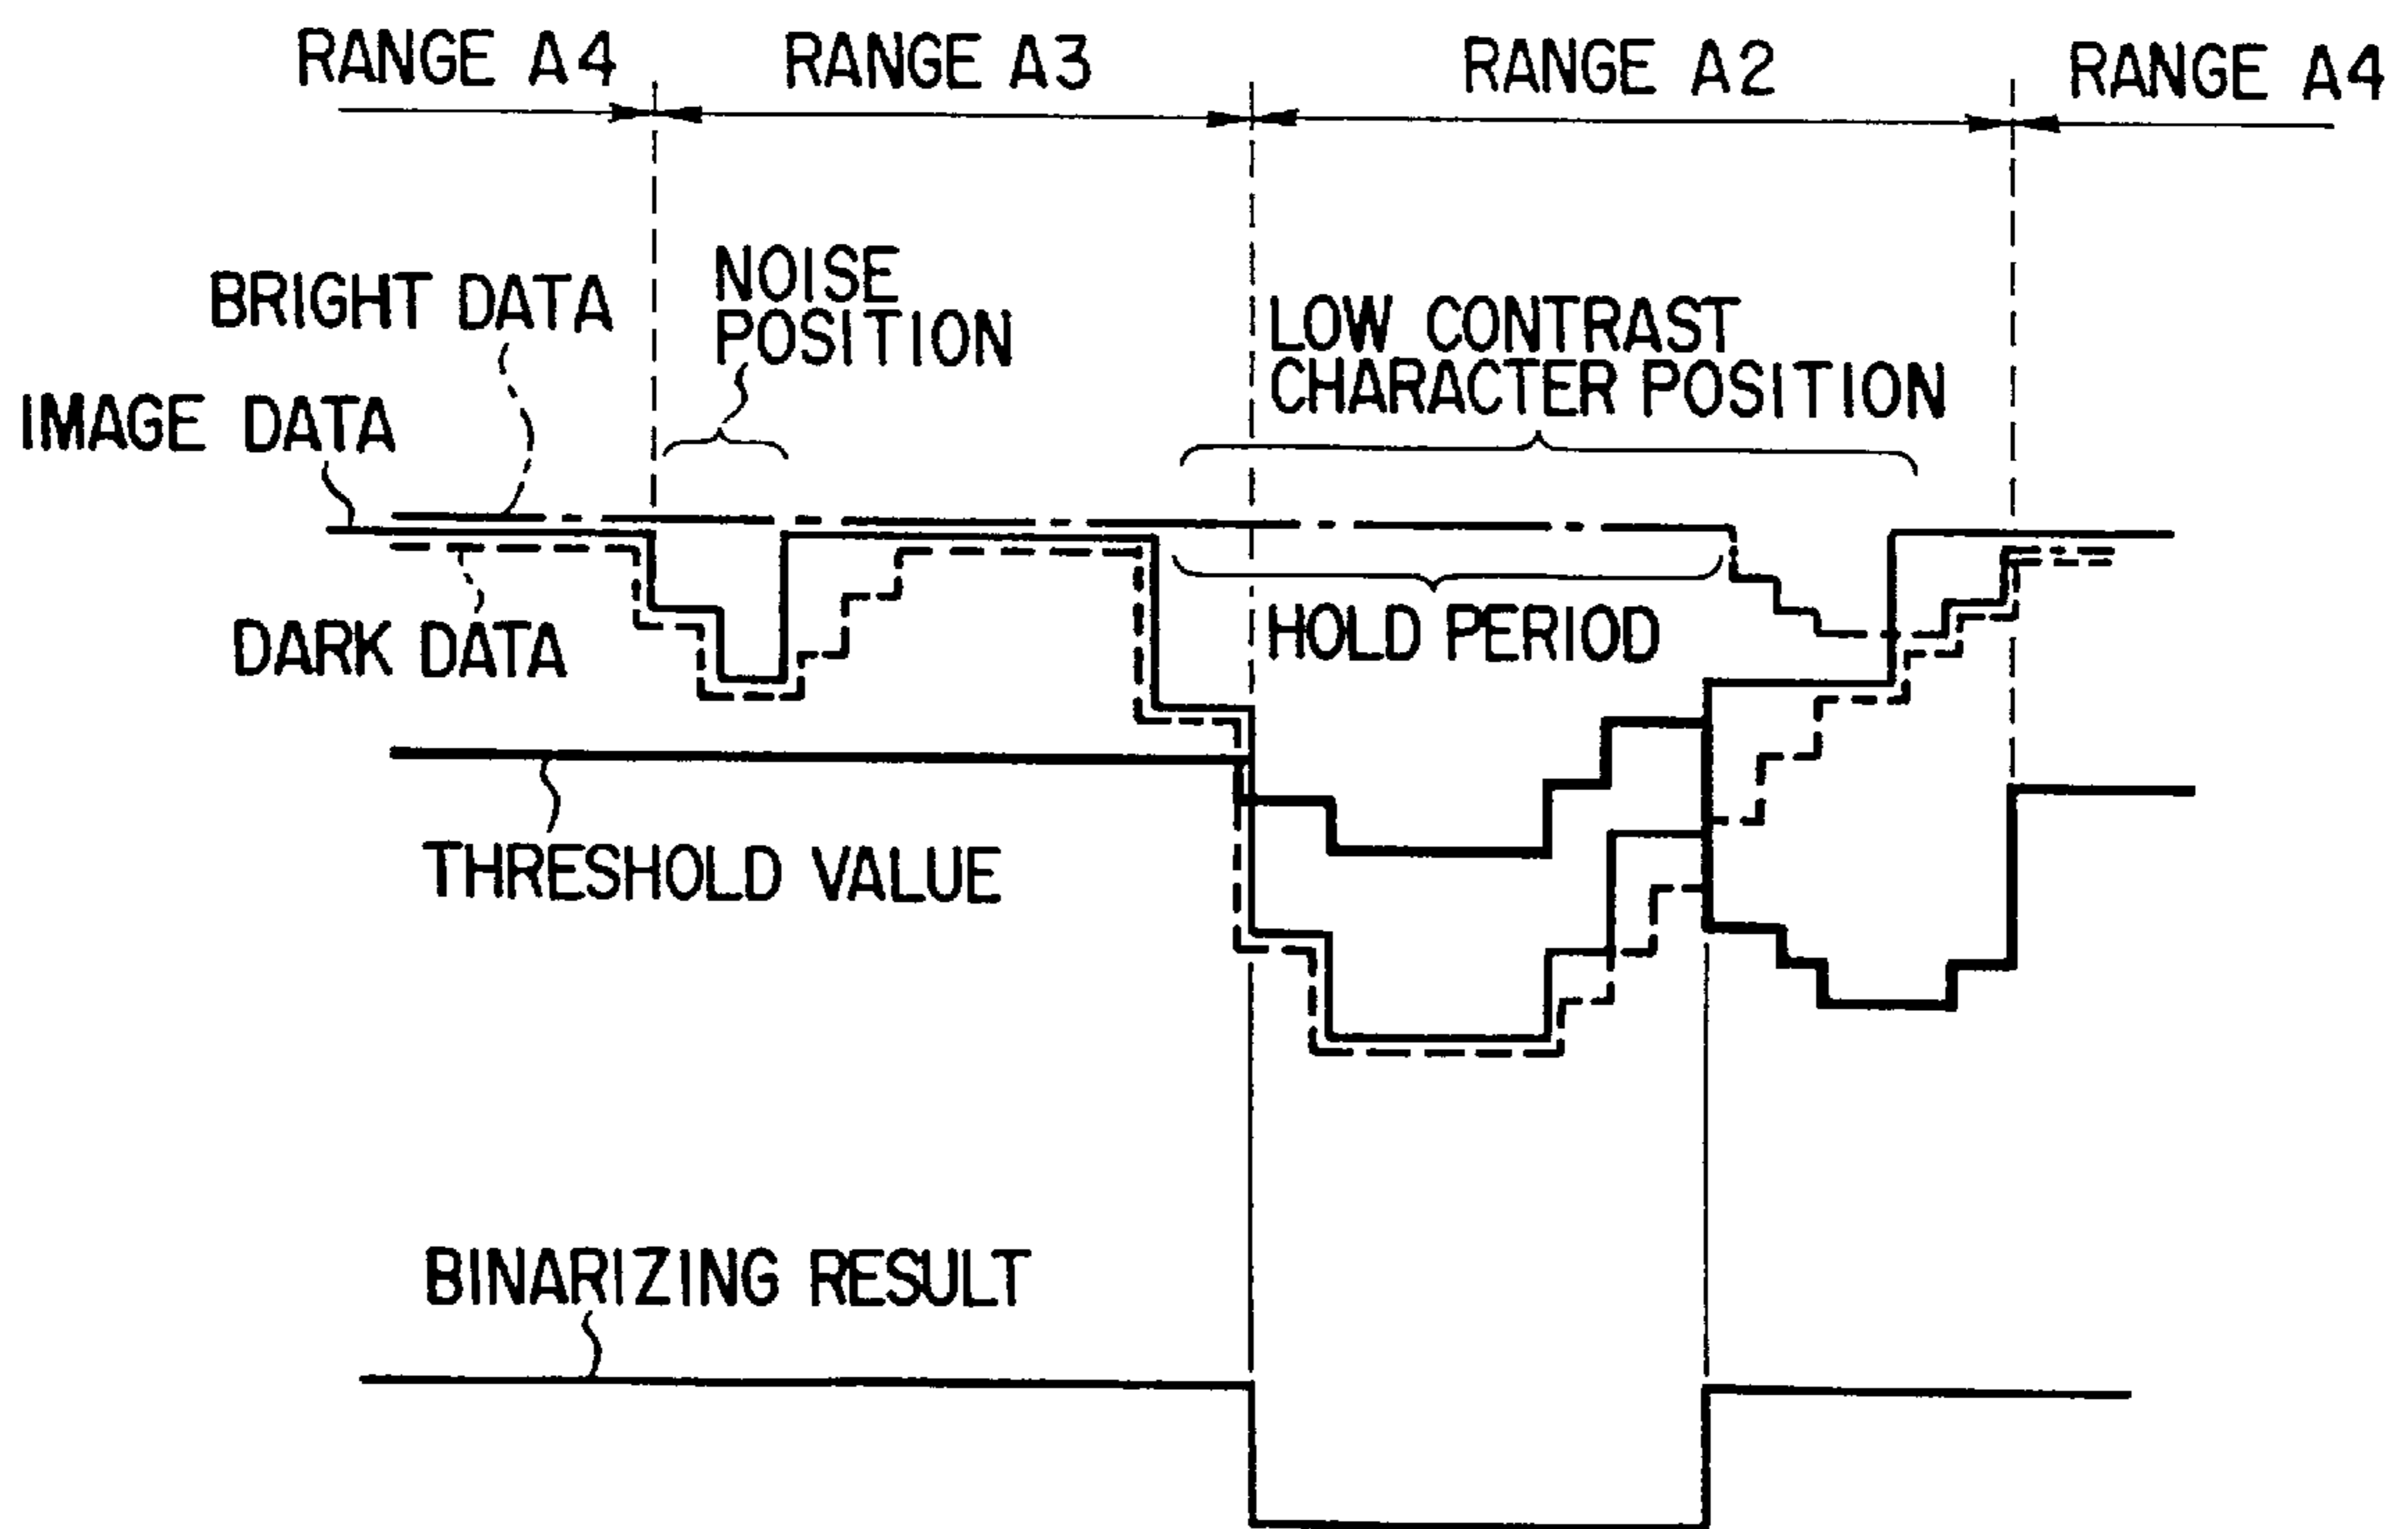 RANGE A4
RANGE A3
RANGE A2
RANGE A4
NOISE
POSITION
BRIGHT DATA
LOW CONTRAST
CHARACTER POSITION
IMAGE DATA
HOLD PERIOD
DARK DATA
THRESHOLD VALUE
BINARIZING RESULT